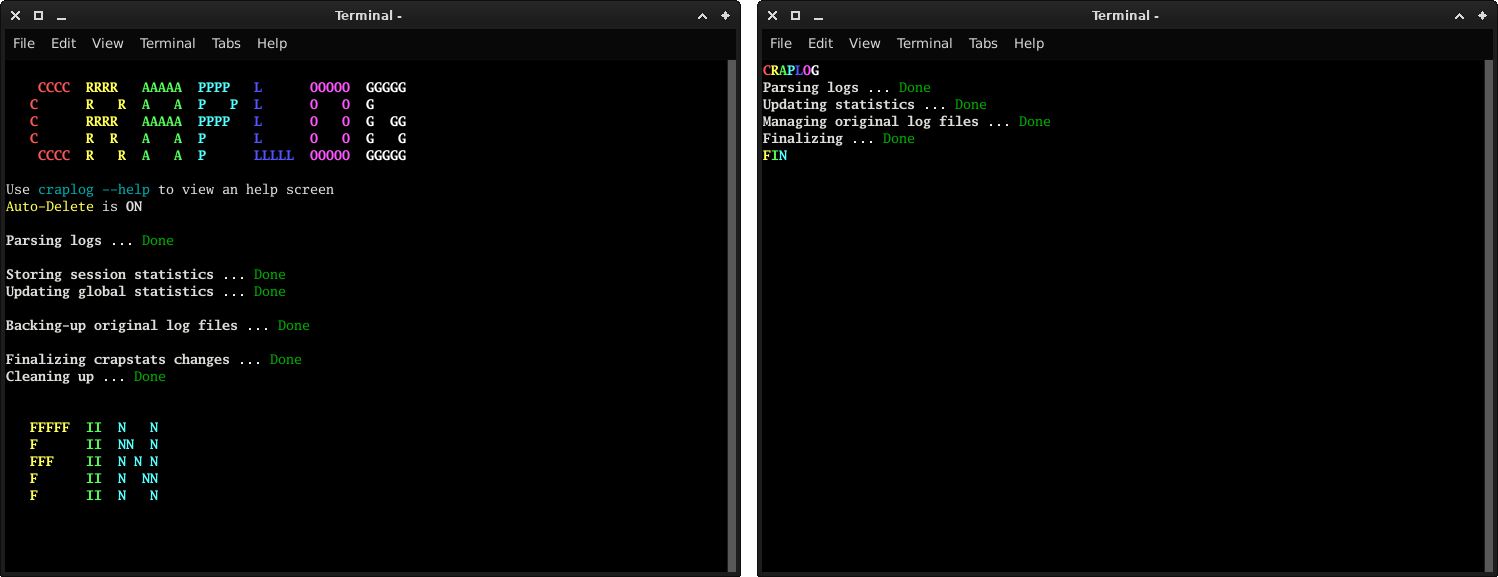 Terminal -
File Edit View Terminal Tabs Help
 CCCC  RRRR   AAAAA  PPPP   L      OOOOO  GGGGG
C      R   R  A   A  P   P  L      O   O  G
C      RRRR   AAAAA  PPPP   L      O   O  G  GG
C      R  R   A   A  P      L      O   O  G   G
 CCCC  R   R  A   A  P      LLLLL  OOOOO  GGGGG
Use craplog --help to view an help screen
Auto-Delete is ON
Parsing logs ... Done
Storing session statistics ... Done
Updating global statistics ... Done
Backing-up original log files ... Done
Finalizing crapstats changes ... Done
Cleaning up ... Done
FFFFF  II  N   N
F      II  NN  N
FFF    II  N N N
F      II  N  NN
F      II  N   N
Terminal -
File Edit View Terminal Tabs Help
CRAPLOG
Parsing logs ... Done
Updating statistics ... Done
Managing original log files ... Done
Finalizing ... Done
FIN